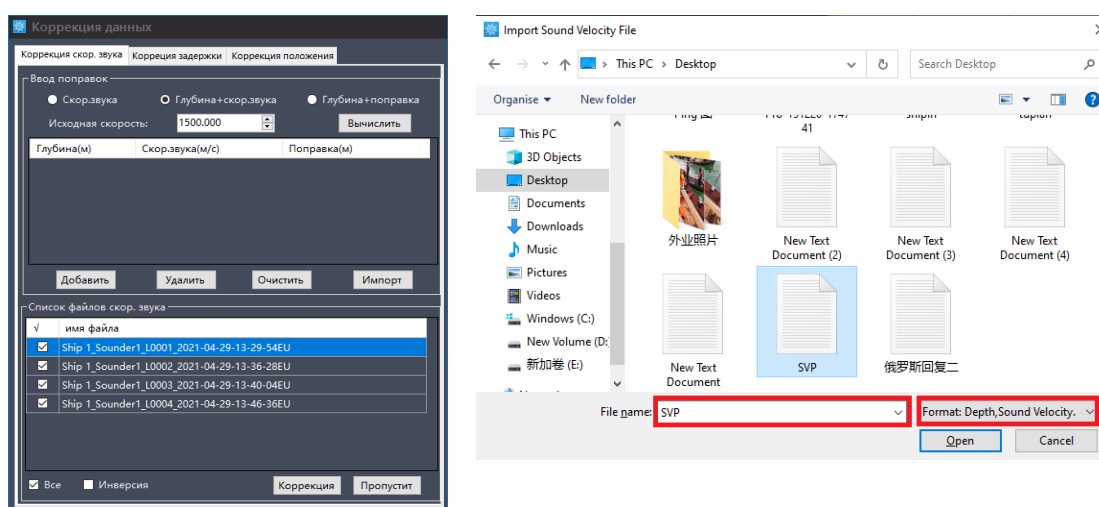 Коррекция данных
Коррекция скор. звука Корреция задержки Коррекция положения
Ввод поправок
Скор.звука Глубина+скор.звука Глубина+поправка
Исходная скорость: 1500.000 Вычислить
Глубина(м) Скор.звука(м/с) Поправка(м)
Добавить Удалить Очистить Импорт
Список файлов скор. звука
√ имя файла
Ship 1_Sounder1_L0001_2021-04-29-13-29-54EU
Ship 1_Sounder1_L0002_2021-04-29-13-36-28EU
Ship 1_Sounder1_L0003_2021-04-29-13-40-04EU
Ship 1_Sounder1_L0004_2021-04-29-13-46-36EU
Все Инверсия Коррекция Пропустит
Import Sound Velocity File
This PC > Desktop Search Desktop
Organise New folder
This PC
3D Objects
Desktop
Documents
Downloads
Music
Pictures
Videos
Windows (C:)
New Volume (D:
新加卷 (E:)
41
外业照片
New Text
Document (2)
New Text
Document (3)
New Text
Document (4)
New Text
Document
SVP
俄罗斯回复二
File name: SVP Format: Depth,Sound Velocity.
Open Cancel